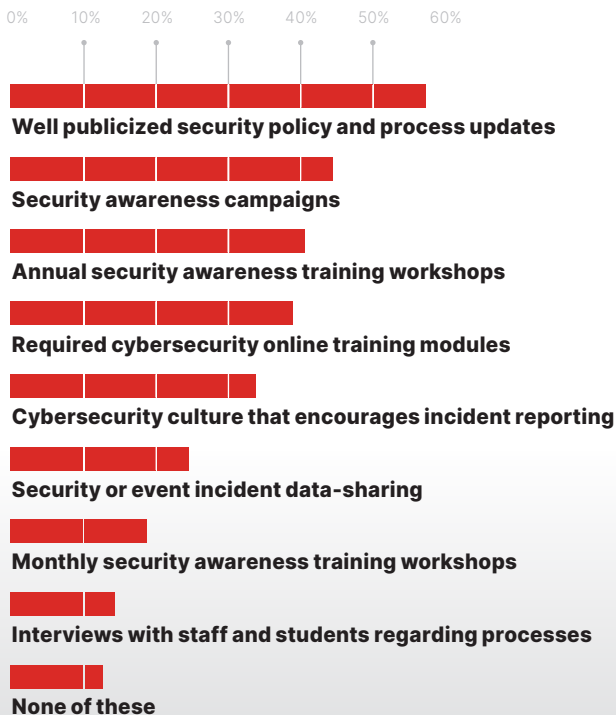 0% 10% 20% 30% 40% 50% 60%
Well publicized security policy and process updates
Security awareness campaigns
Annual security awareness training workshops
Required cybersecurity online training modules
Cybersecurity culture that encourages incident reporting
Security or event incident data-sharing
Monthly security awareness training workshops
Interviews with staff and students regarding processes
None of these